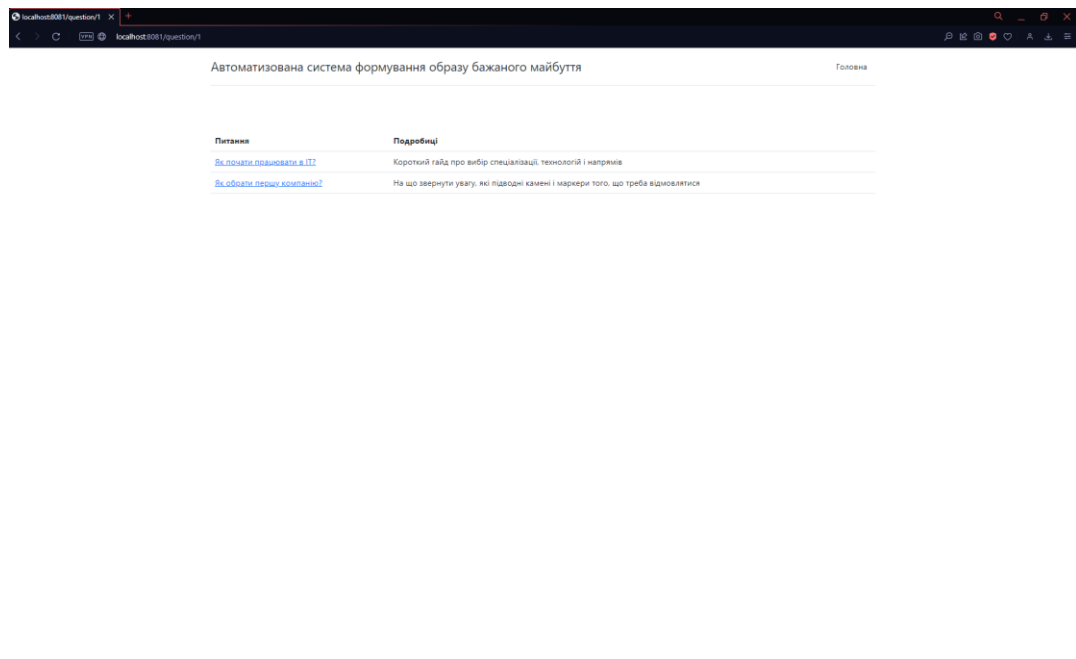 localhost:8081/question/1
VPN localhost:8081/question/1
Автоматизована система формування образу бажаного майбуття Головна
Питання Подробиці
Як почати працювати в ІТ? Короткий гайд про вибір спеціалізації, технологій і напрямів
Як обрати першу компанію? На що звернути увагу, які підводні камені і маркери того, що треба відмовлятися